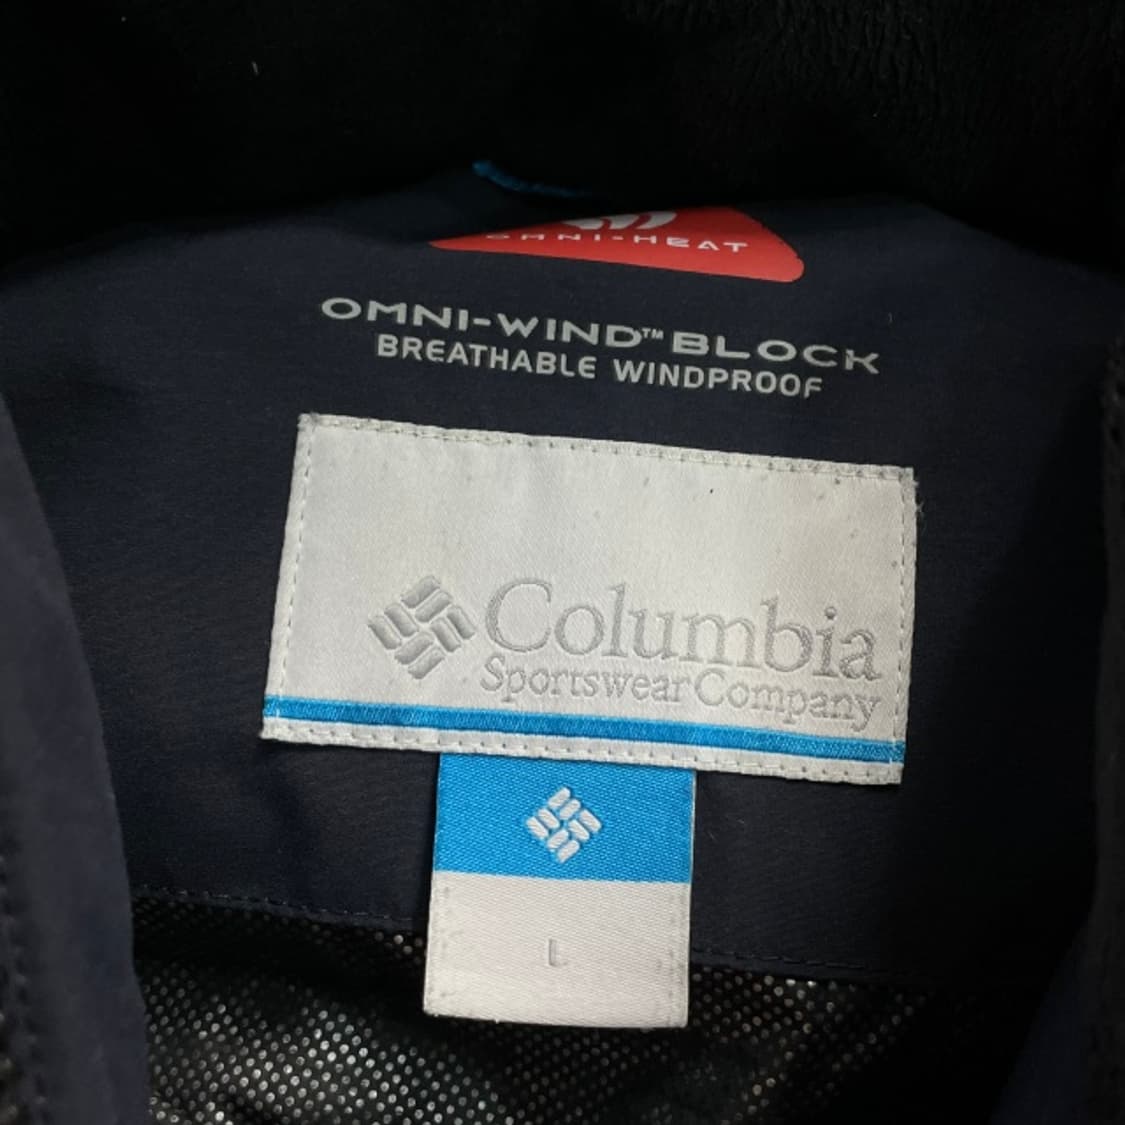 OMNI-HEAT
OMNI-WIND™ BLOCK
BREATHABLE WINDPROOF
Columbia
Sportswear Company
L